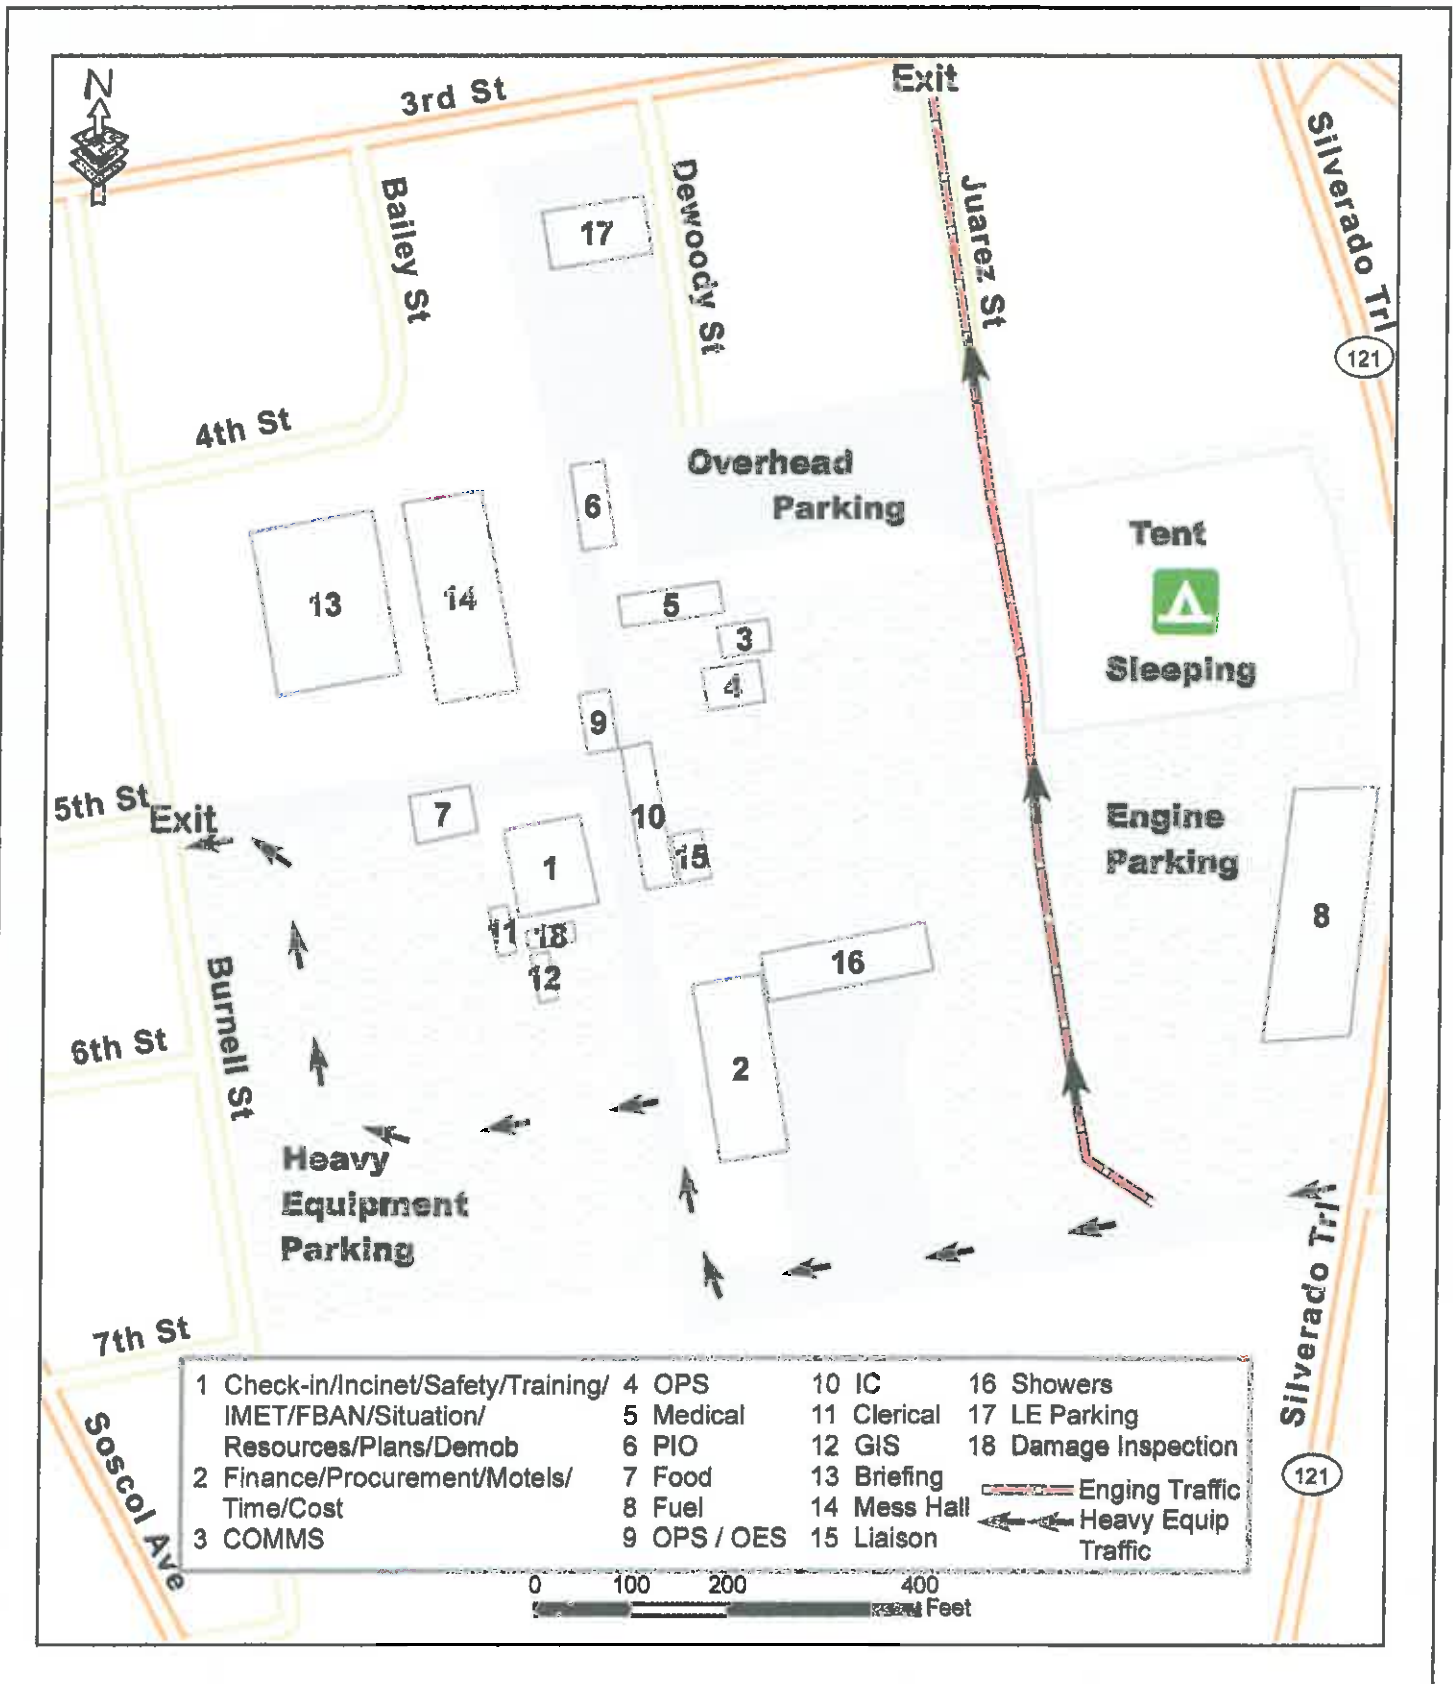 N
3rd St
Exit
Silverado Trl
Bailey St
Dewoody St
Juarez St
17
121
4th St
Overhead
Parking
6
Tent
13
14
5
3
Sleeping
4
9
5th St
Exit
7
10
Engine
Parking
15
1
8
11
18
16
12
Burnell St
6th St
2
Heavy
Equipment
Parking
Silverado Trl
7th St
121
Soscol Ave
1 Check-in/Incinet/Safety/Training/
IMET/FBAN/Situation/
Resources/Plans/Demob
2 Finance/Procurement/Motels/
Time/Cost
3 COMMS
4 OPS
5 Medical
6 PIO
7 Food
8 Fuel
9 OPS / OES
10 IC
11 Clerical
12 GIS
13 Briefing
14 Mess Hall
15 Liaison
16 Showers
17 LE Parking
18 Damage Inspection
Enging Traffic
Heavy Equip
Traffic
0 100 200 400
Feet